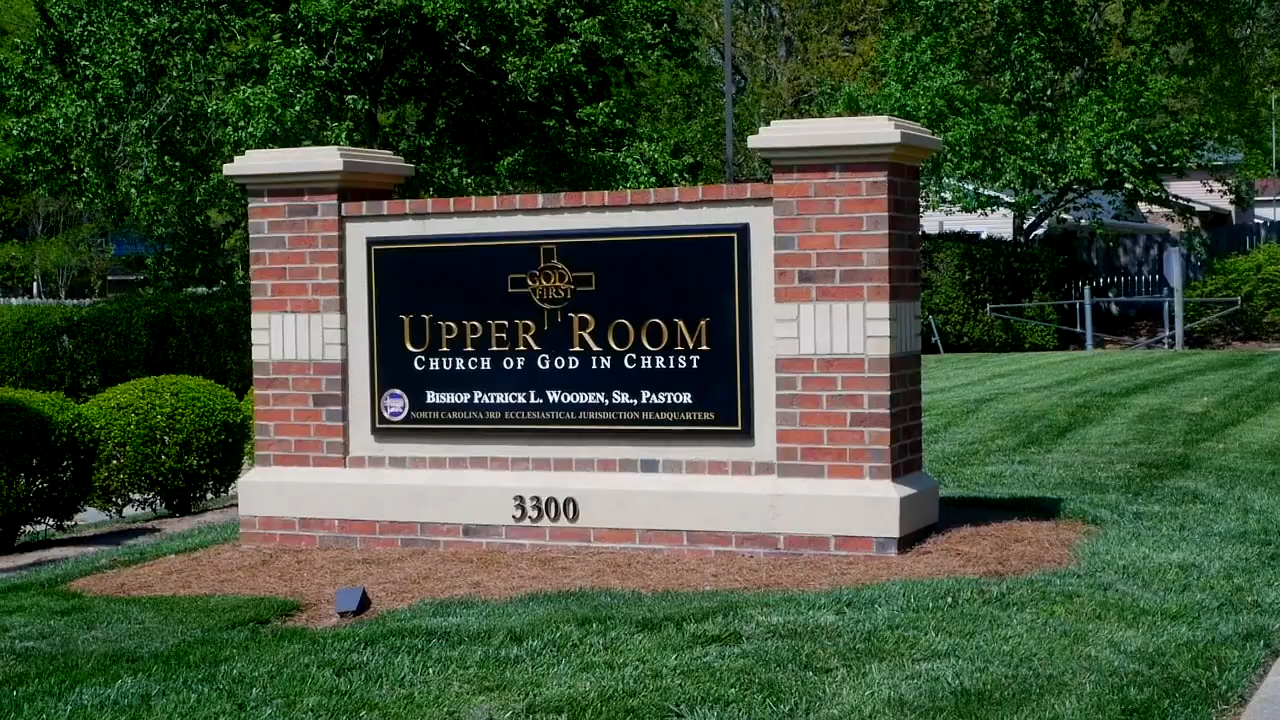 GOD
FIRST
UPPER ROOM
CHURCH OF GOD IN CHRIST
BISHOP PATRICK L. WOODEN, SR., PASTOR
NORTH CAROLINA 3RD ECCLESIASTICAL JURISDICTION HEADQUARTERS
3300